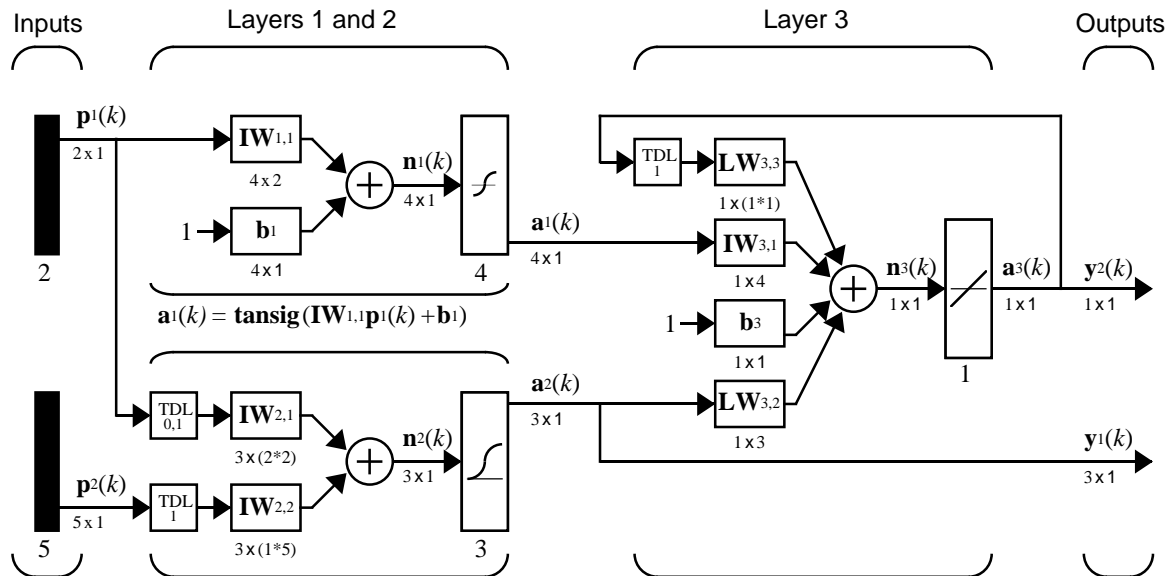 Inputs
Layers 1 and 2
Layer 3
Outputs
p1(k)
2 x 1
2
IW1,1
4 x 2
1
b1
4 x 1
n1(k)
4 x 1
4
a1(k) = tansig (IW1,1p1(k) +b1)
a1(k)
4 x 1
TDL
1
LW3,3
1 x (1*1)
IW3,1
1 x 4
1
b3
1 x 1
LW3,2
1 x 3
n3(k)
1 x 1
1
a3(k)
1 x 1
y2(k)
1 x 1
p2(k)
5 x 1
5
TDL
0,1
IW2,1
3 x (2*2)
TDL
1
IW2,2
3 x (1*5)
n2(k)
3 x 1
3
a2(k)
3 x 1
y1(k)
3 x 1